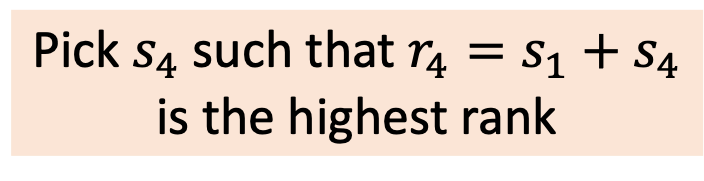 Pick s₄ such that r₄ = s₁ + s₄
is the highest rank